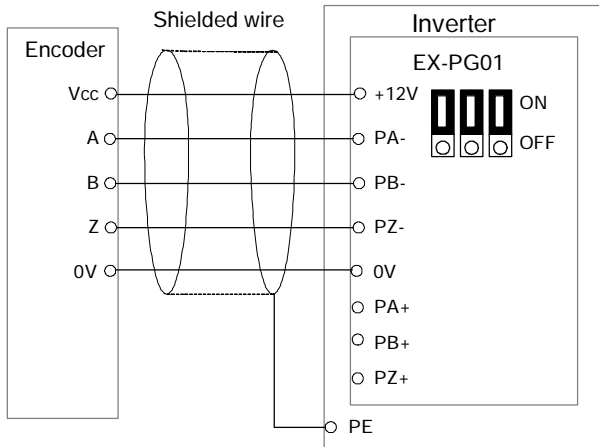 Shielded wire
Inverter
Encoder
EX-PG01
Vcc
+12V
ON
A
PA-
OFF
B
PB-
Z
PZ-
0V
0V
PA+
PB+
PZ+
PE